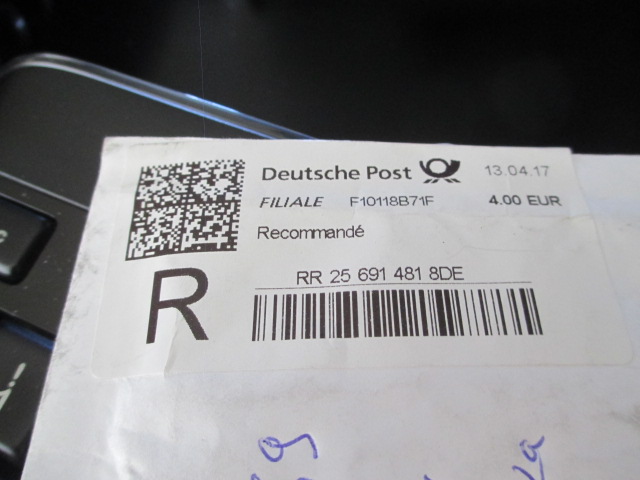 Deutsche Post 13.04.17
FILIALE F10118B71F 4.00 EUR
Recommandé
R
RR 25 691 481 8DE